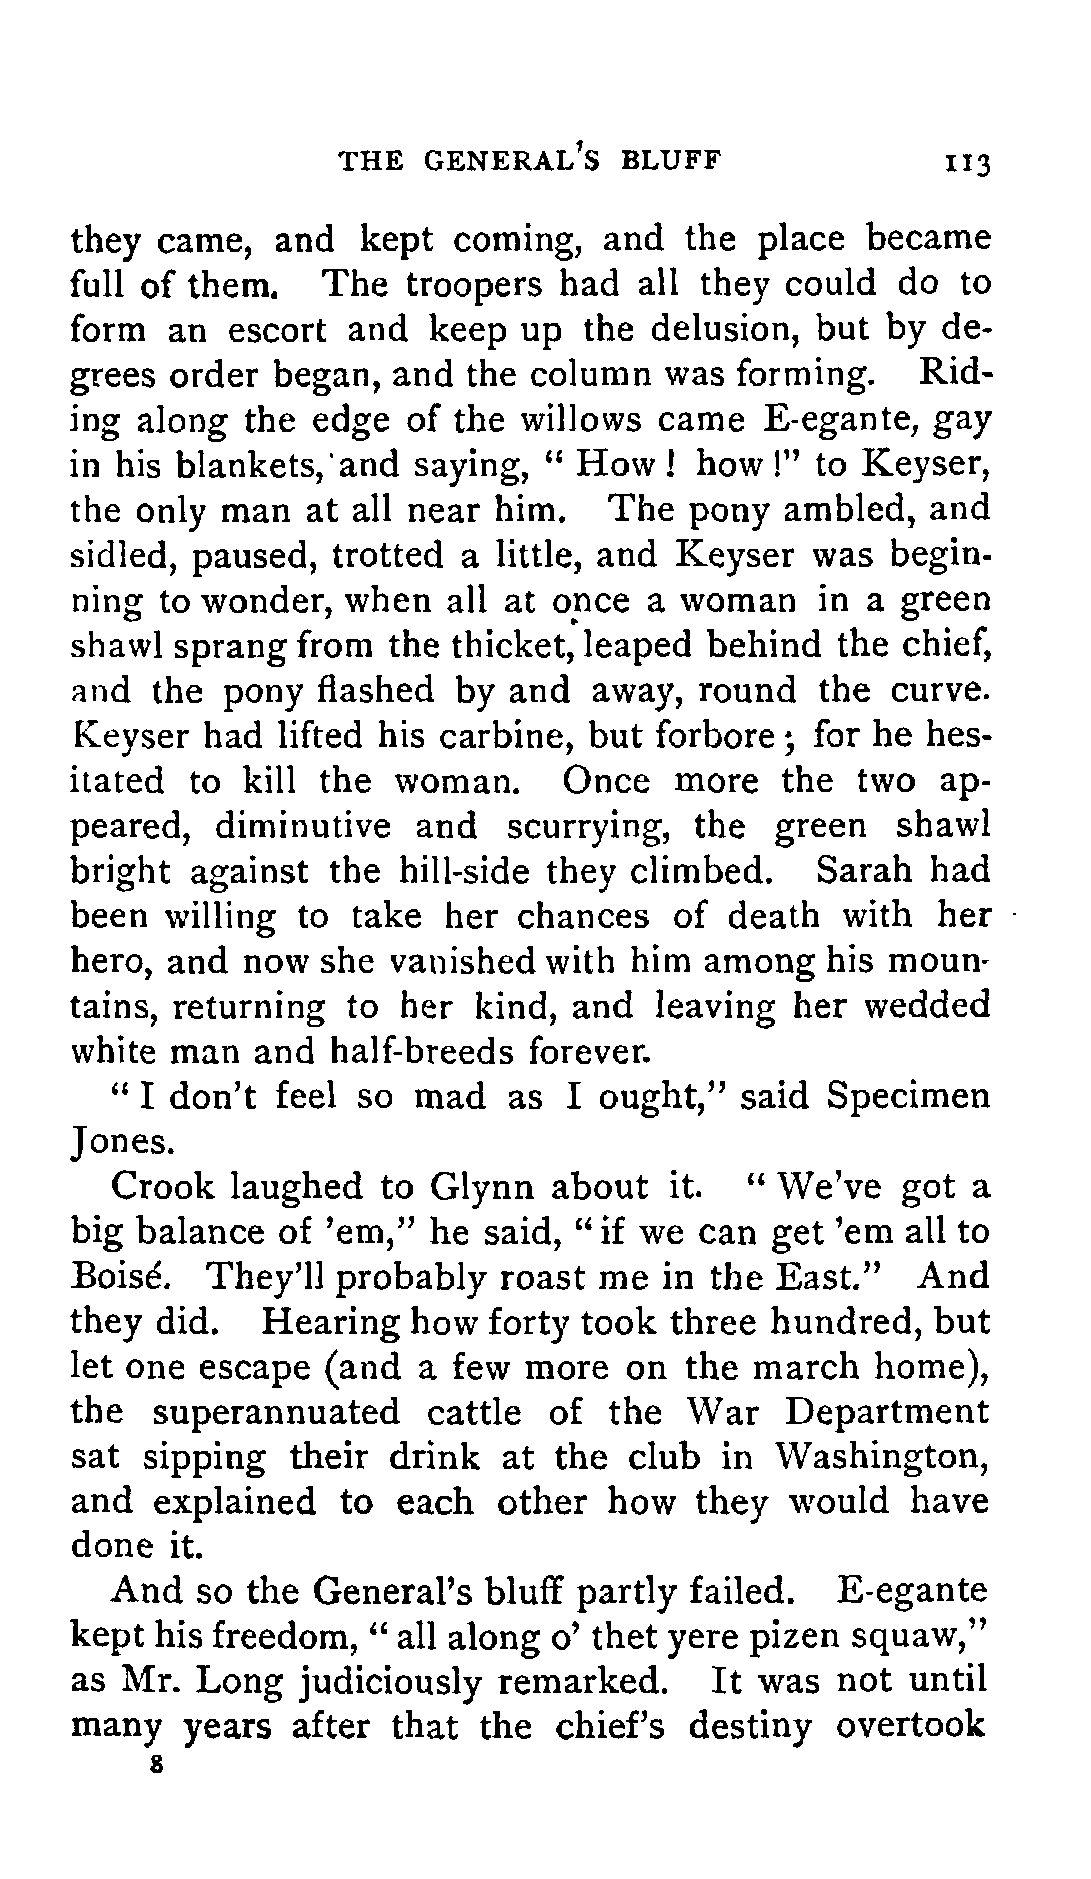 THE GENERAL'S BLUFF 113
they came, and kept coming, and the place became
full of them. The troopers had all they could do to
form an escort and keep up the delusion, but by de-
grees order began, and the column was forming. Rid-
ing along the edge of the willows came E-egante, gay
in his blankets, and saying, "How! how!" to Keyser,
the only man at all near him. The pony ambled, and
sidled, paused, trotted a little, and Keyser was begin-
ning to wonder, when all at once a woman in a green
shawl sprang from the thicket, leaped behind the chief,
and the pony flashed by and away, round the curve.
Keyser had lifted his carbine, but forbore; for he hes-
itated to kill the woman. Once more the two ap-
peared, diminutive and scurrying, the green shawl
bright against the hill-side they climbed. Sarah had
been willing to take her chances of death with her
hero, and now she vanished with him among his moun-
tains, returning to her kind, and leaving her wedded
white man and half-breeds forever.
"I don't feel so mad as I ought," said Specimen
Jones.
Crook laughed to Glynn about it. "We've got a
big balance of 'em," he said, "if we can get 'em all to
Boisé. They'll probably roast me in the East." And
they did. Hearing how forty took three hundred, but
let one escape (and a few more on the march home),
the superannuated cattle of the War Department
sat sipping their drink at the club in Washington,
and explained to each other how they would have
done it.
And so the General's bluff partly failed. E-egante
kept his freedom, "all along o' thet yere pizen squaw,"
as Mr. Long judiciously remarked. It was not until
many years after that the chief's destiny overtook
8